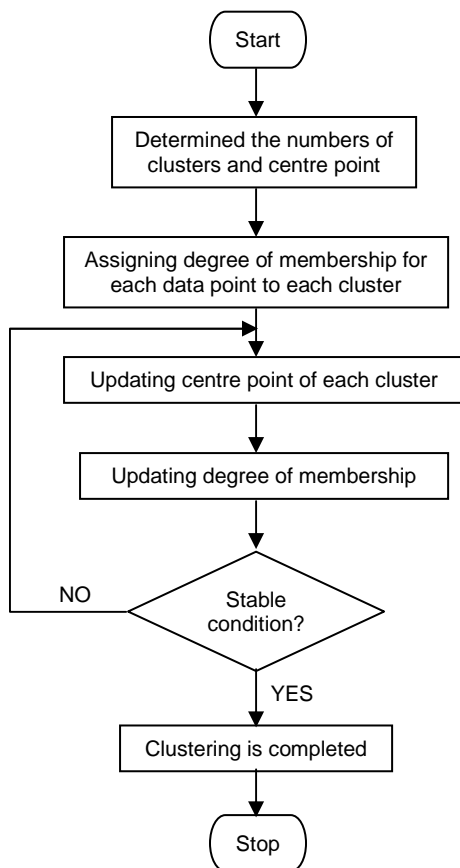 Start
Determined the numbers of
clusters and centre point
Assigning degree of membership for
each data point to each cluster
Updating centre point of each cluster
Updating degree of membership
NO
Stable
condition?
YES
Clustering is completed
Stop